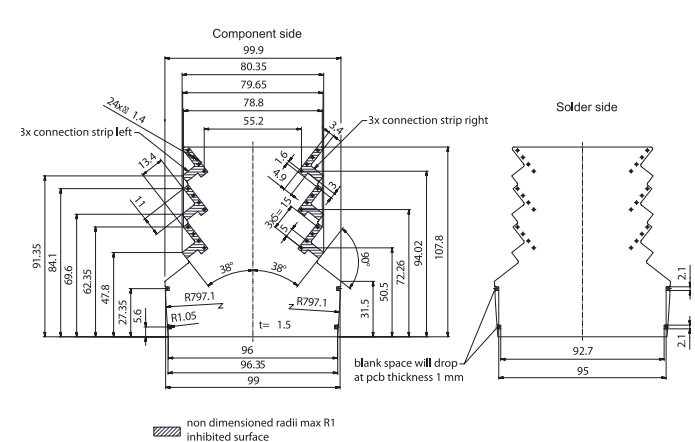 Component side
99.9
80.35
79.65
78.8
55.2
24x⌀ 1.4
3x connection strip left
3x connection strip right
3.4
1.6
4.9
3
3x5=15
5
13.4
11
38°
38°
90°
91.35
84.1
69.6
62.35
47.8
27.35
5.6
R797.1
R797.1
R1.05
t= 1.5
31.5
50.5
72.26
94.02
107.8
96
96.35
99
blank space will drop
at pcb thickness 1 mm
Solder side
2.1
2.1
92.7
95
non dimensioned radii max R1
inhibited surface